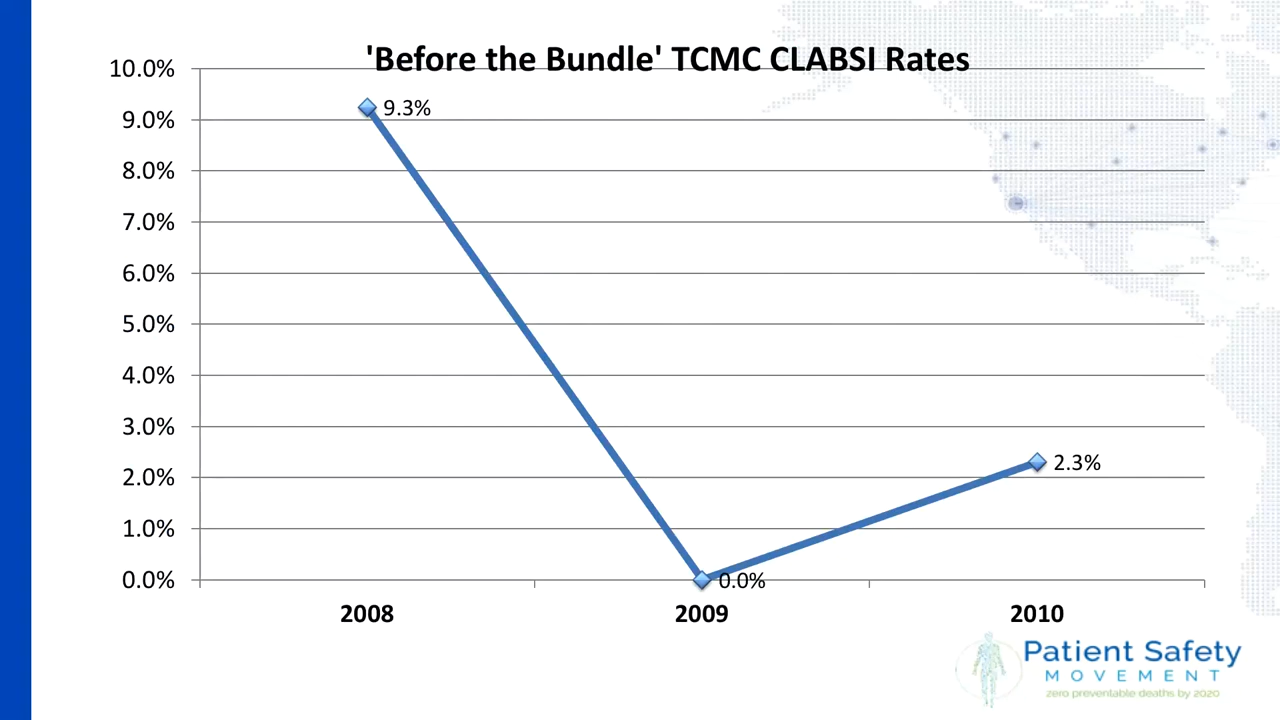 'Before the Bundle' TCMC CLABSI Rates
10.0%
9.3%
9.0%
8.0%
7.0%
6.0%
5.0%
4.0%
3.0%
2.3%
2.0%
1.0%
0.0%
0.0%
2008 2009 2010
Patient Safety
MOVEMENT
zero preventable deaths by 2020